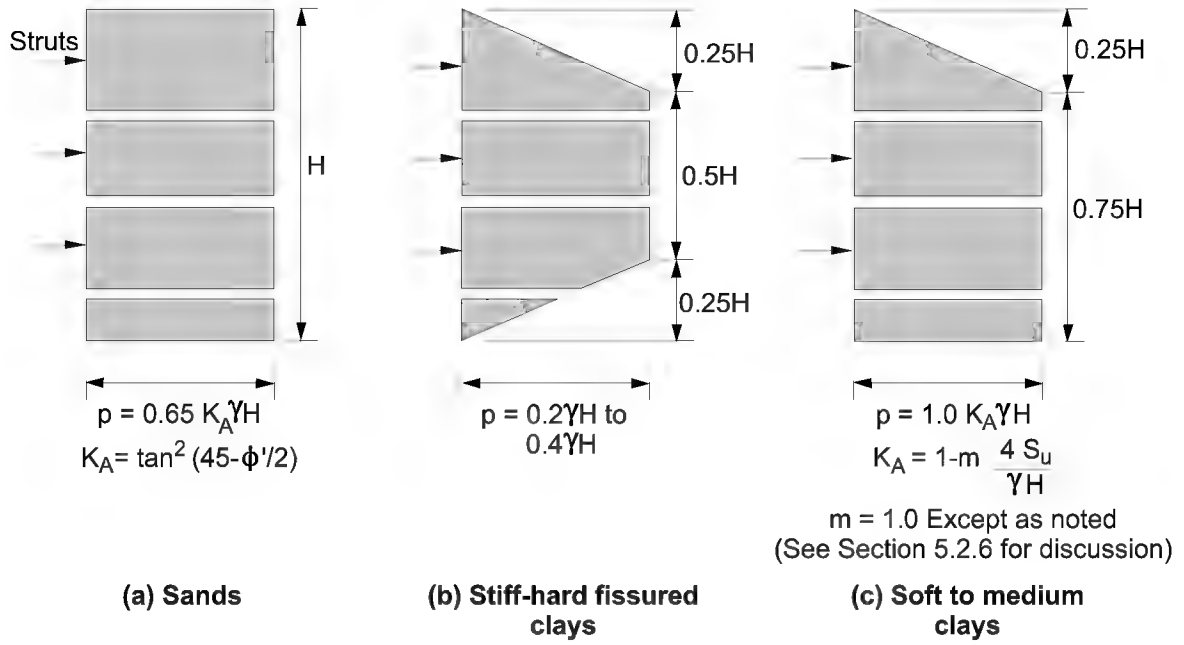 Struts
H
p = 0.65 K_AγH
K_A= tan² (45-ϕ'/2)
(a) Sands
0.25H
0.5H
0.25H
p = 0.2γH to
0.4γH
(b) Stiff-hard fissured
clays
0.25H
0.75H
p = 1.0 K_AγH
K_A = 1-m 4 S_u
γ H
m = 1.0 Except as noted
(See Section 5.2.6 for discussion)
(c) Soft to medium
clays